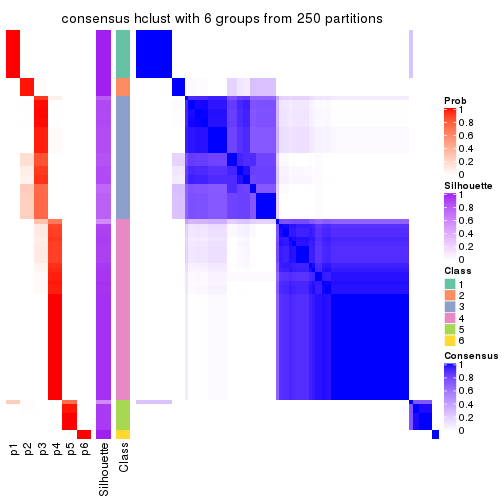 consensus hclust with 6 groups from 250 partitions
Prob
1
0.8
0.6
0.4
0.2
0
Silhouette
1
0.8
0.6
0.4
0.2
0
Class
1
2
3
4
5
6
Consensus
1
0.8
0.6
0.4
0.2
0
p1
p2
p3
p4
p5
p6
Silhouette
Class